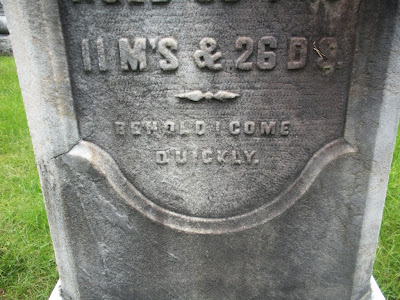 11 M'S & 26 D'S.
BEHOLD I COME
QUICKLY.